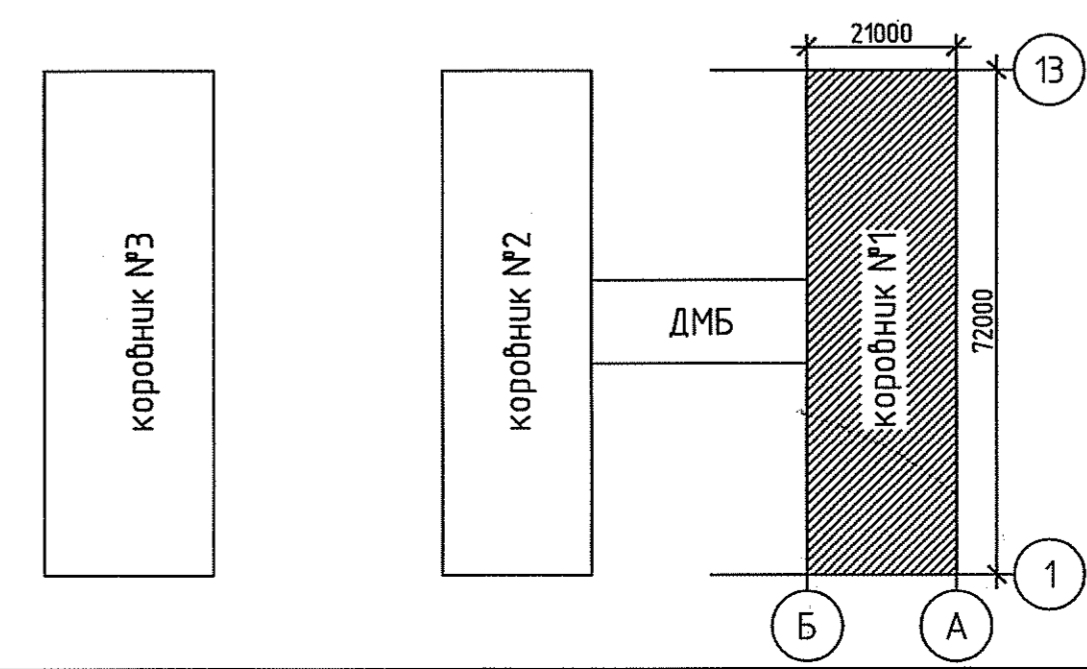 21000
13
коровник №3
коровник №2
ДМБ
коровник №1
72000
1
Б
А